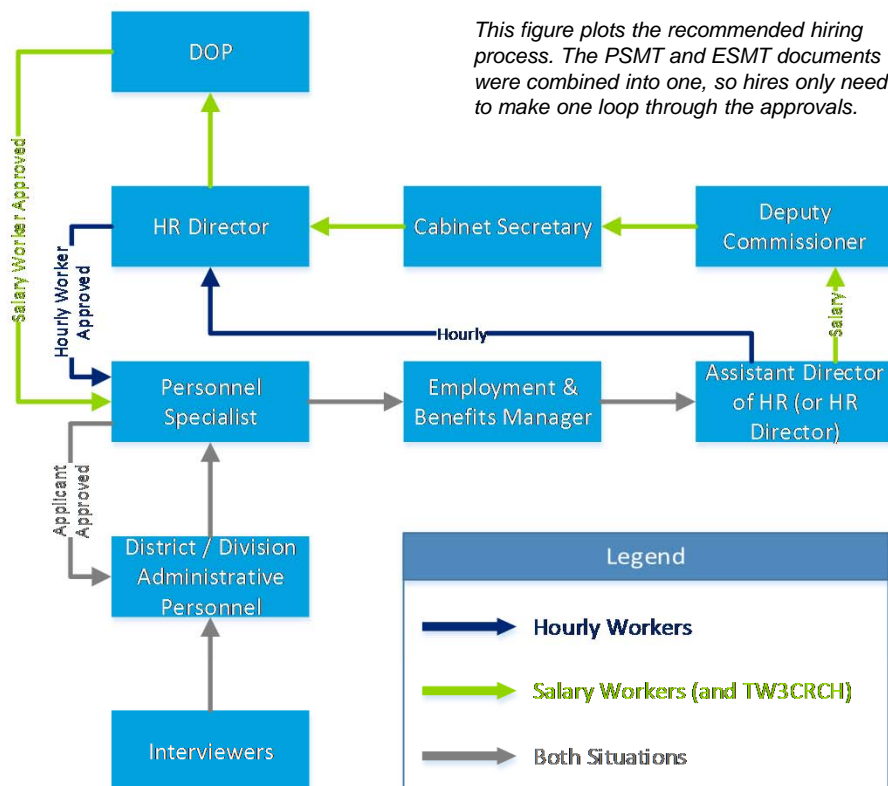 This figure plots the recommended hiring
process. The PSMT and ESMT documents
were combined into one, so hires only need
to make one loop through the approvals.
DOP
Salary Worker Approved
HR Director
Cabinet Secretary
Deputy
Commissioner
Hourly Worker
Approved
Salary
Hourly
Personnel
Specialist
Employment &
Benefits Manager
Assistant Director
of HR (or HR
Director)
Applicant
Approved
District / Division
Administrative
Personnel
Interviewers
Legend
Hourly Workers
Salary Workers (and TW3CRCH)
Both Situations